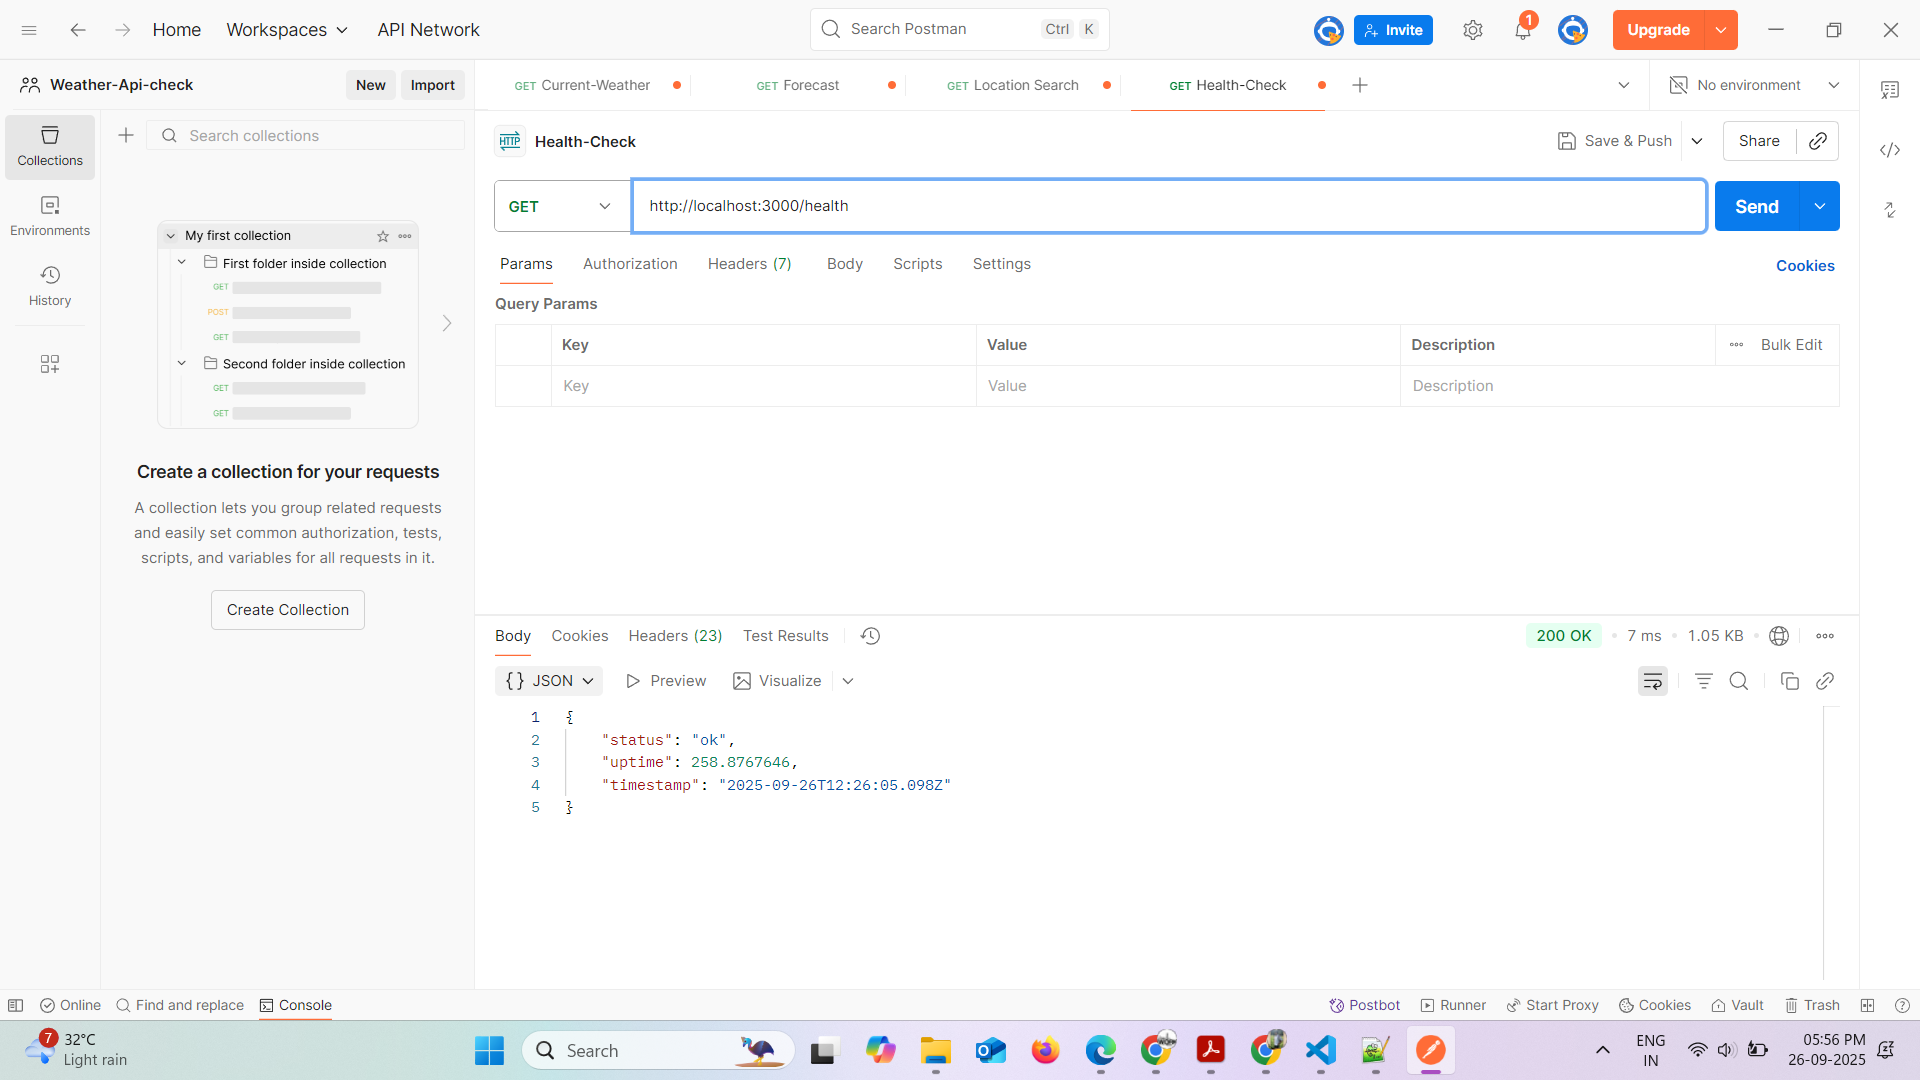 Home Workspaces API Network Search Postman Ctrl K Invite 1 Upgrade
Weather-Api-check New Import GET Current-Weather GET Forecast GET Location Search GET Health-Check No environment
Collections Search collections HTTP Health-Check Save & Push Share
Environments
History
My first collection
First folder inside collection
GET
POST
GET
Second folder inside collection
GET
GET
Create a collection for your requests
A collection lets you group related requests
and easily set common authorization, tests,
scripts, and variables for all requests in it.
Create Collection
GET http://localhost:3000/health Send
Params Authorization Headers (7) Body Scripts Settings Cookies
Query Params
Key Value Description Bulk Edit
Key Value Description
Body Cookies Headers (23) Test Results 200 OK 7 ms 1.05 KB
{} JSON Preview Visualize
1 {
2 "status": "ok",
3 "uptime": 258.8767646,
4 "timestamp": "2025-09-26T12:26:05.098Z"
5 }
Online Find and replace Console Postbot Runner Start Proxy Cookies Vault Trash
7 32°C
Light rain
Search
ENG
IN
05:56 PM
26-09-2025